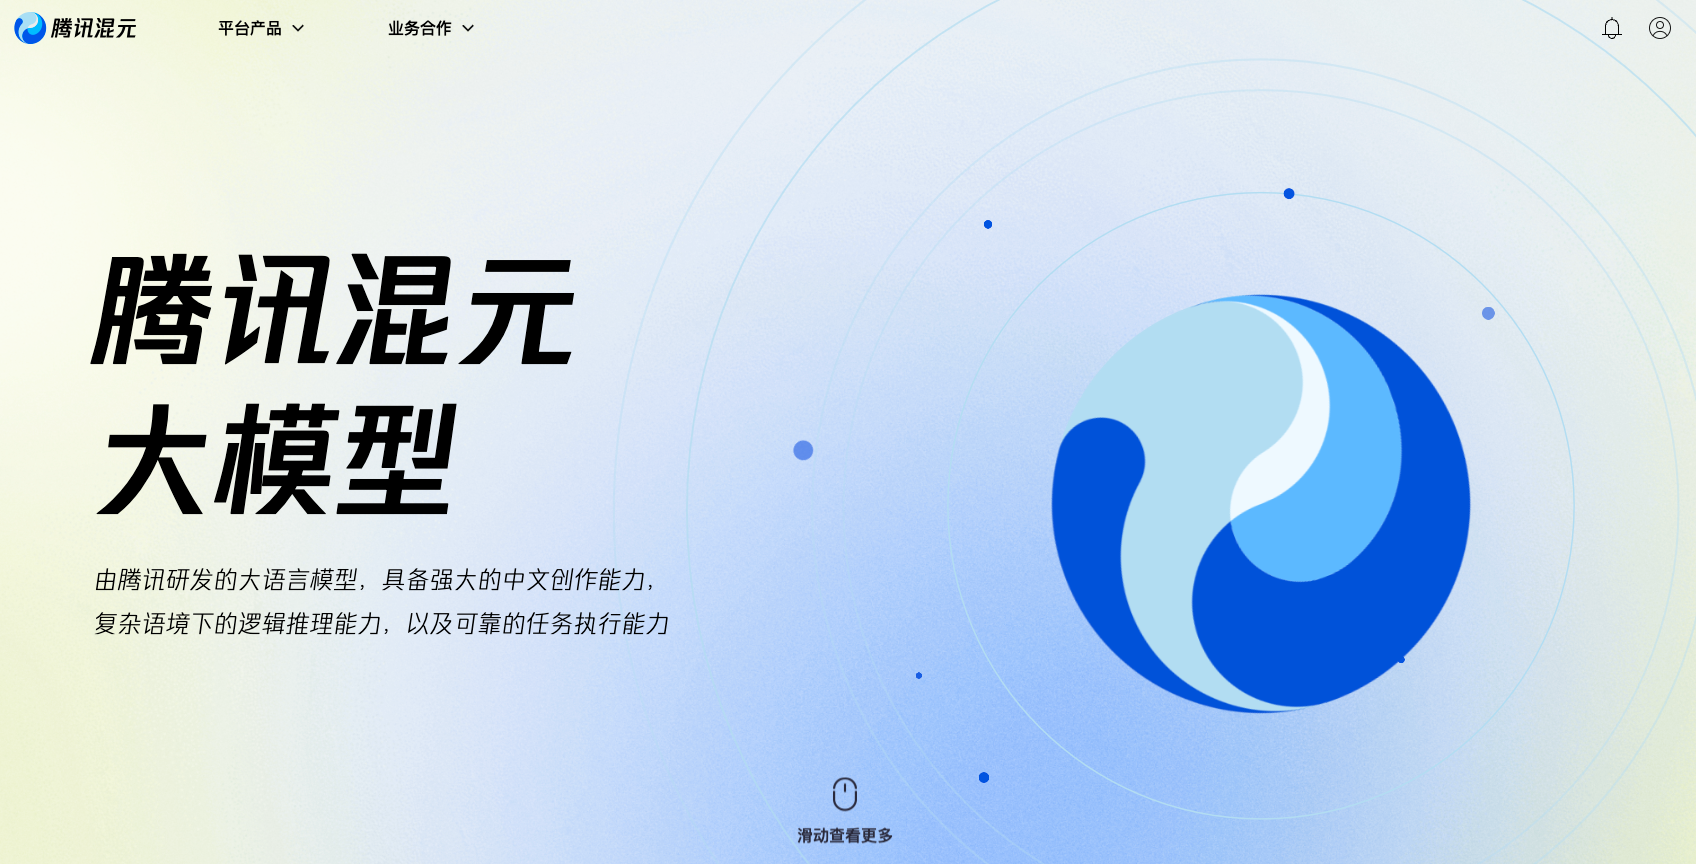 腾讯混元
平台产品
业务合作
腾讯混元
大模型
由腾讯研发的大语言模型，具备强大的中文创作能力，
复杂语境下的逻辑推理能力，以及可靠的任务执行能力
滑动查看更多